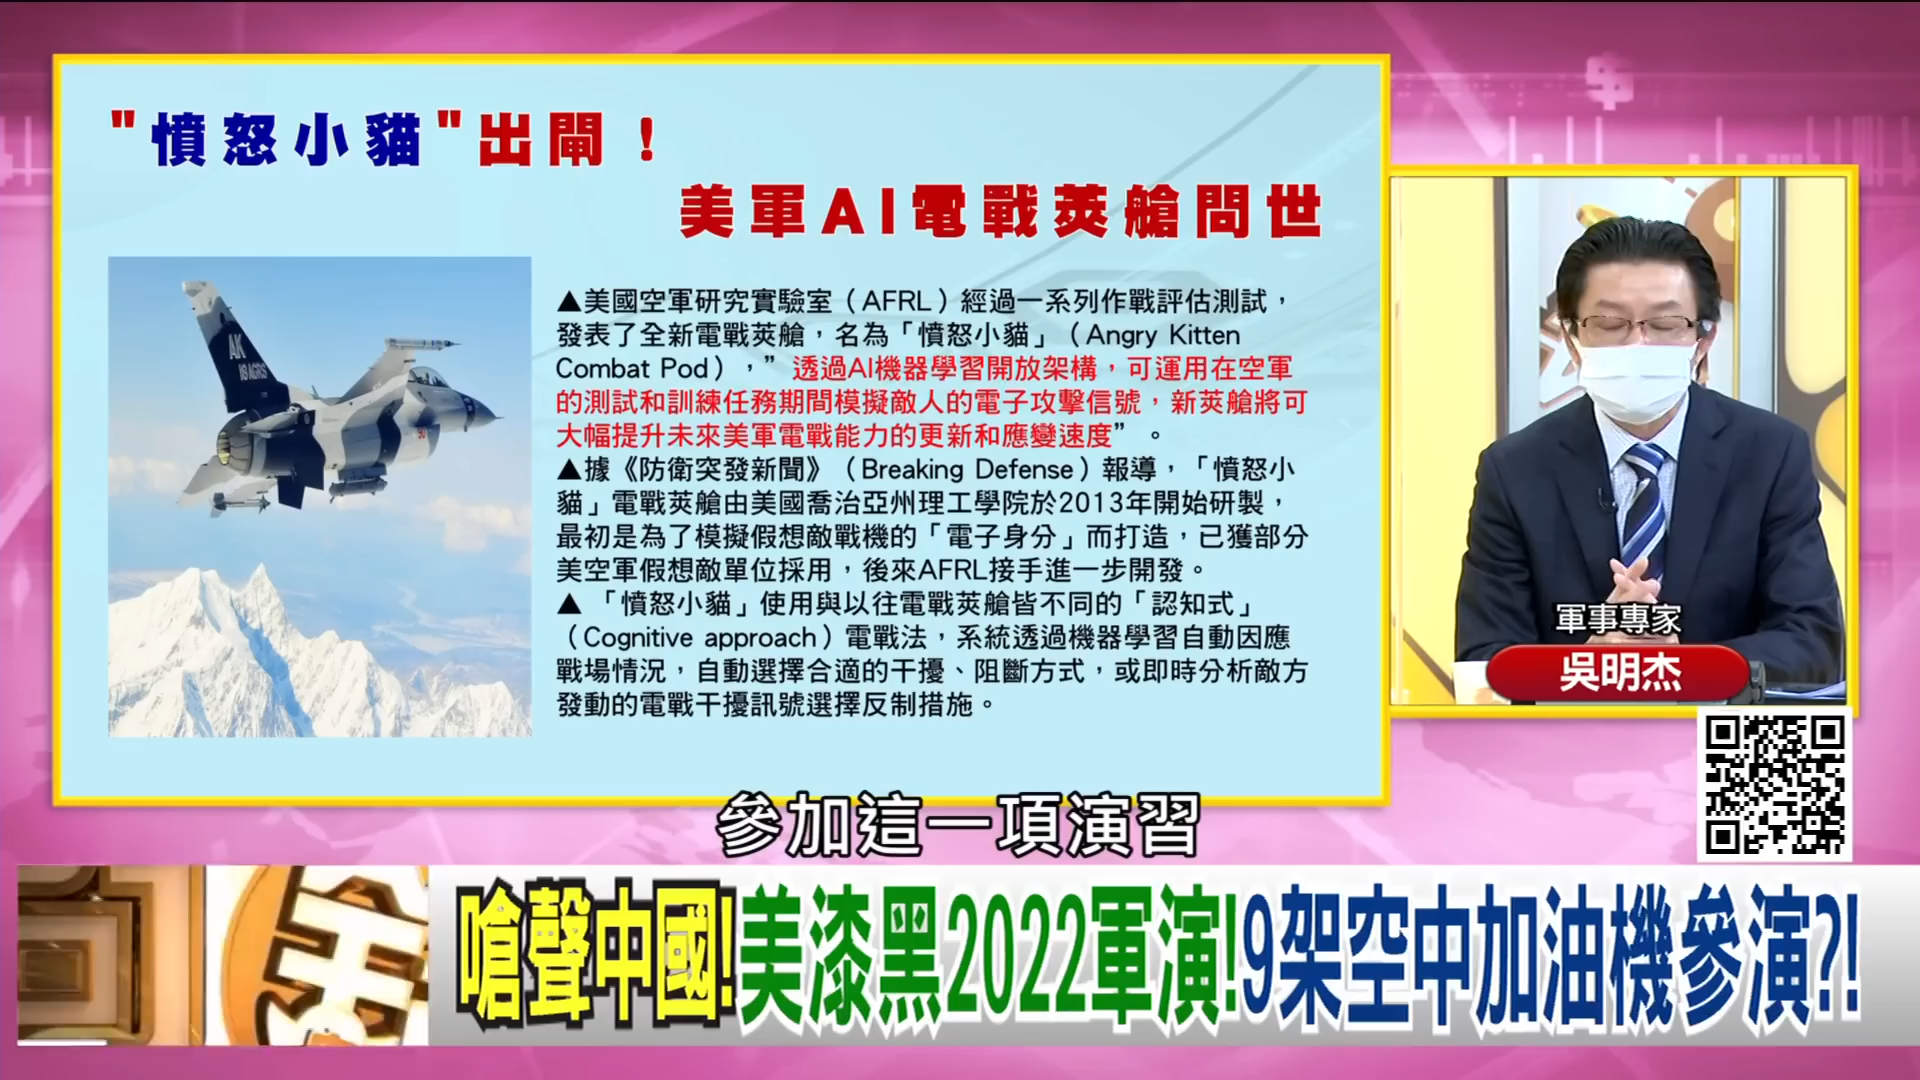 "憤怒小貓"出閘！
美軍AI電戰莢艙問世
▲美國空軍研究實驗室（AFRL）經過一系列作戰評估測試，
發表了全新電戰莢艙，名為「憤怒小貓」（Angry Kitten
Combat Pod），”透過AI機器學習開放架構，可運用在空軍
的測試和訓練任務期間模擬敵人的電子攻擊信號，新莢艙將可
大幅提升未來美軍電戰能力的更新和應變速度”。
▲據《防衛突發新聞》（Breaking Defense）報導，「憤怒小
貓」電戰莢艙由美國喬治亞州理工學院於2013年開始研製，
最初是為了模擬假想敵戰機的「電子身分」而打造，已獲部分
美空軍假想敵單位採用，後來AFRL接手進一步開發。
▲「憤怒小貓」使用與以往電戰莢艙皆不同的「認知式」
（Cognitive approach）電戰法，系統透過機器學習自動因應
戰場情況，自動選擇合適的干擾、阻斷方式，或即時分析敵方
發動的電戰干擾訊號選擇反制措施。
AK
18 AGRS
軍事專家
吳明杰
參加這一項演習
嗆聲中國!美漆黑2022軍演!9架空中加油機參演?!